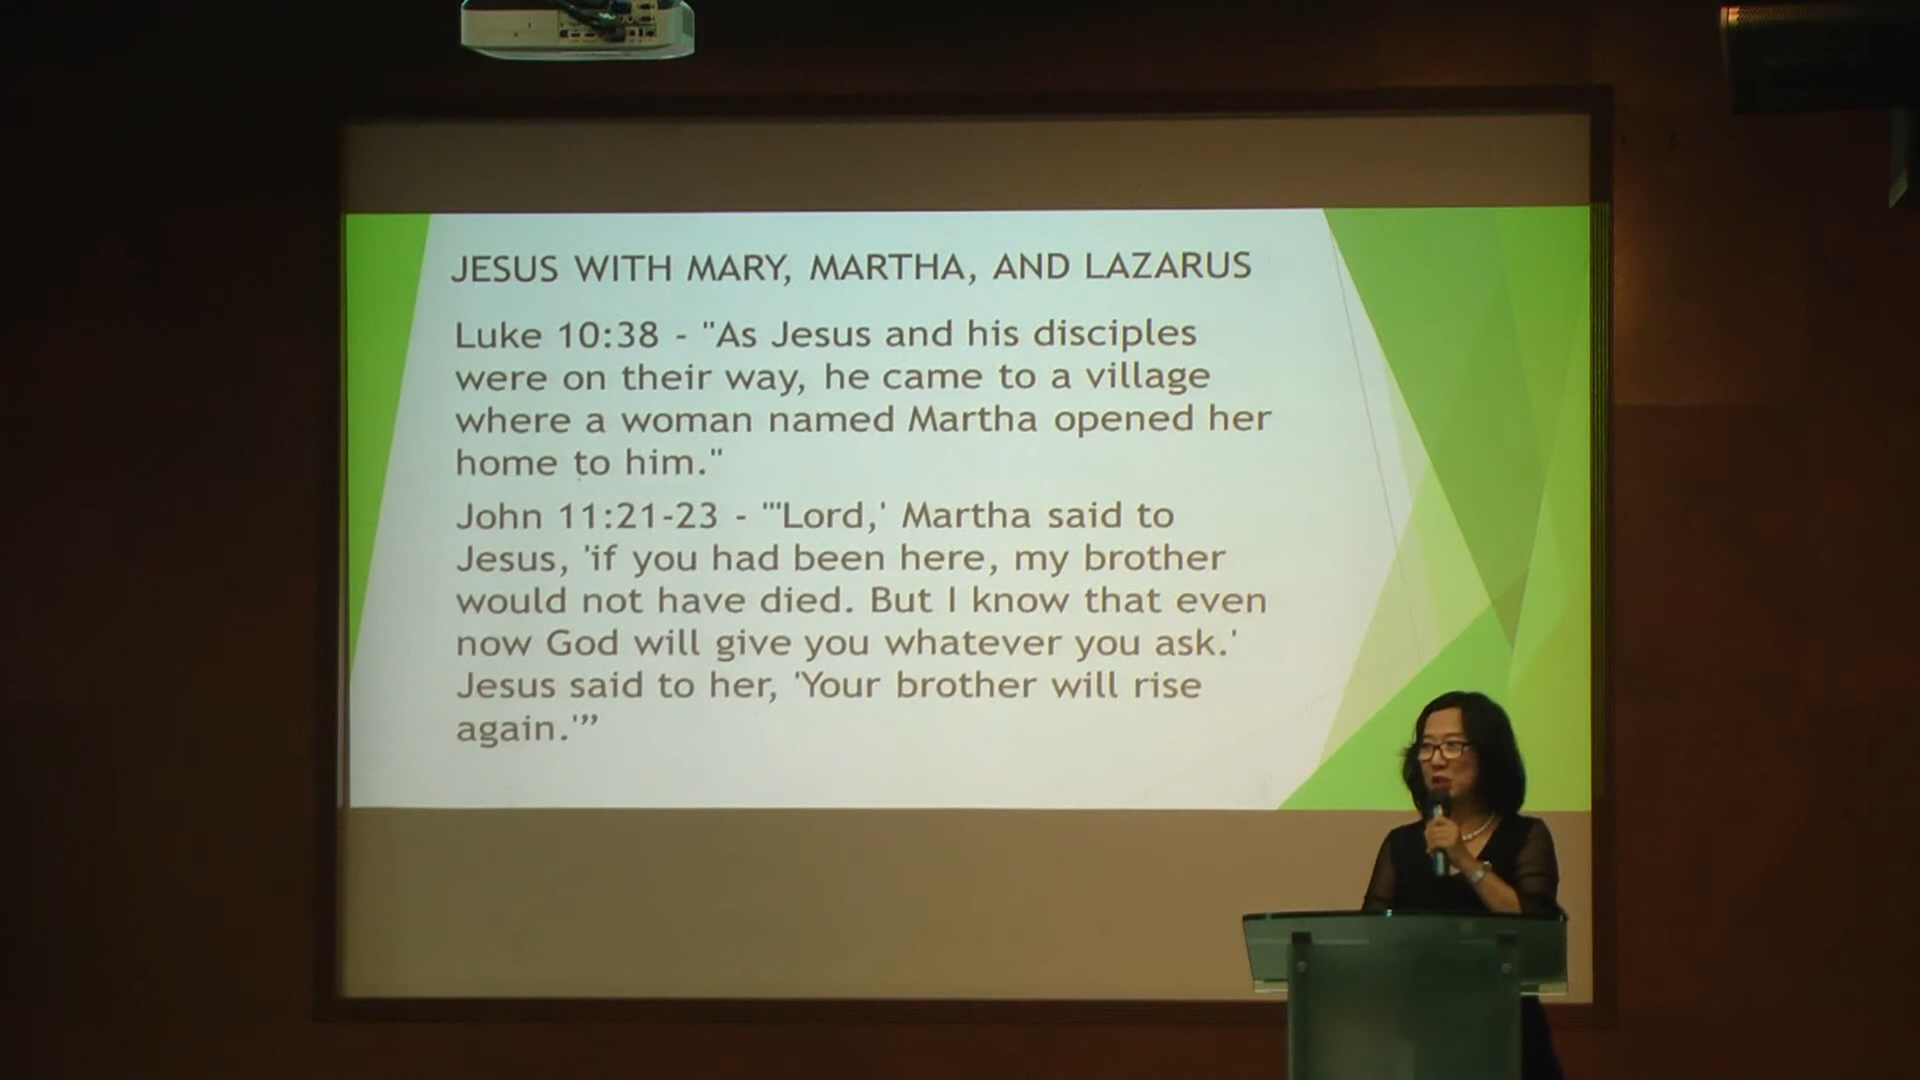 JESUS WITH MARY, MARTHA, AND LAZARUS
Luke 10:38 - "As Jesus and his disciples
were on their way, he came to a village
where a woman named Martha opened her
home to him."
John 11:21-23 - "'Lord,' Martha said to
Jesus, 'if you had been here, my brother
would not have died. But I know that even
now God will give you whatever you ask.'
Jesus said to her, 'Your brother will rise
again.'”